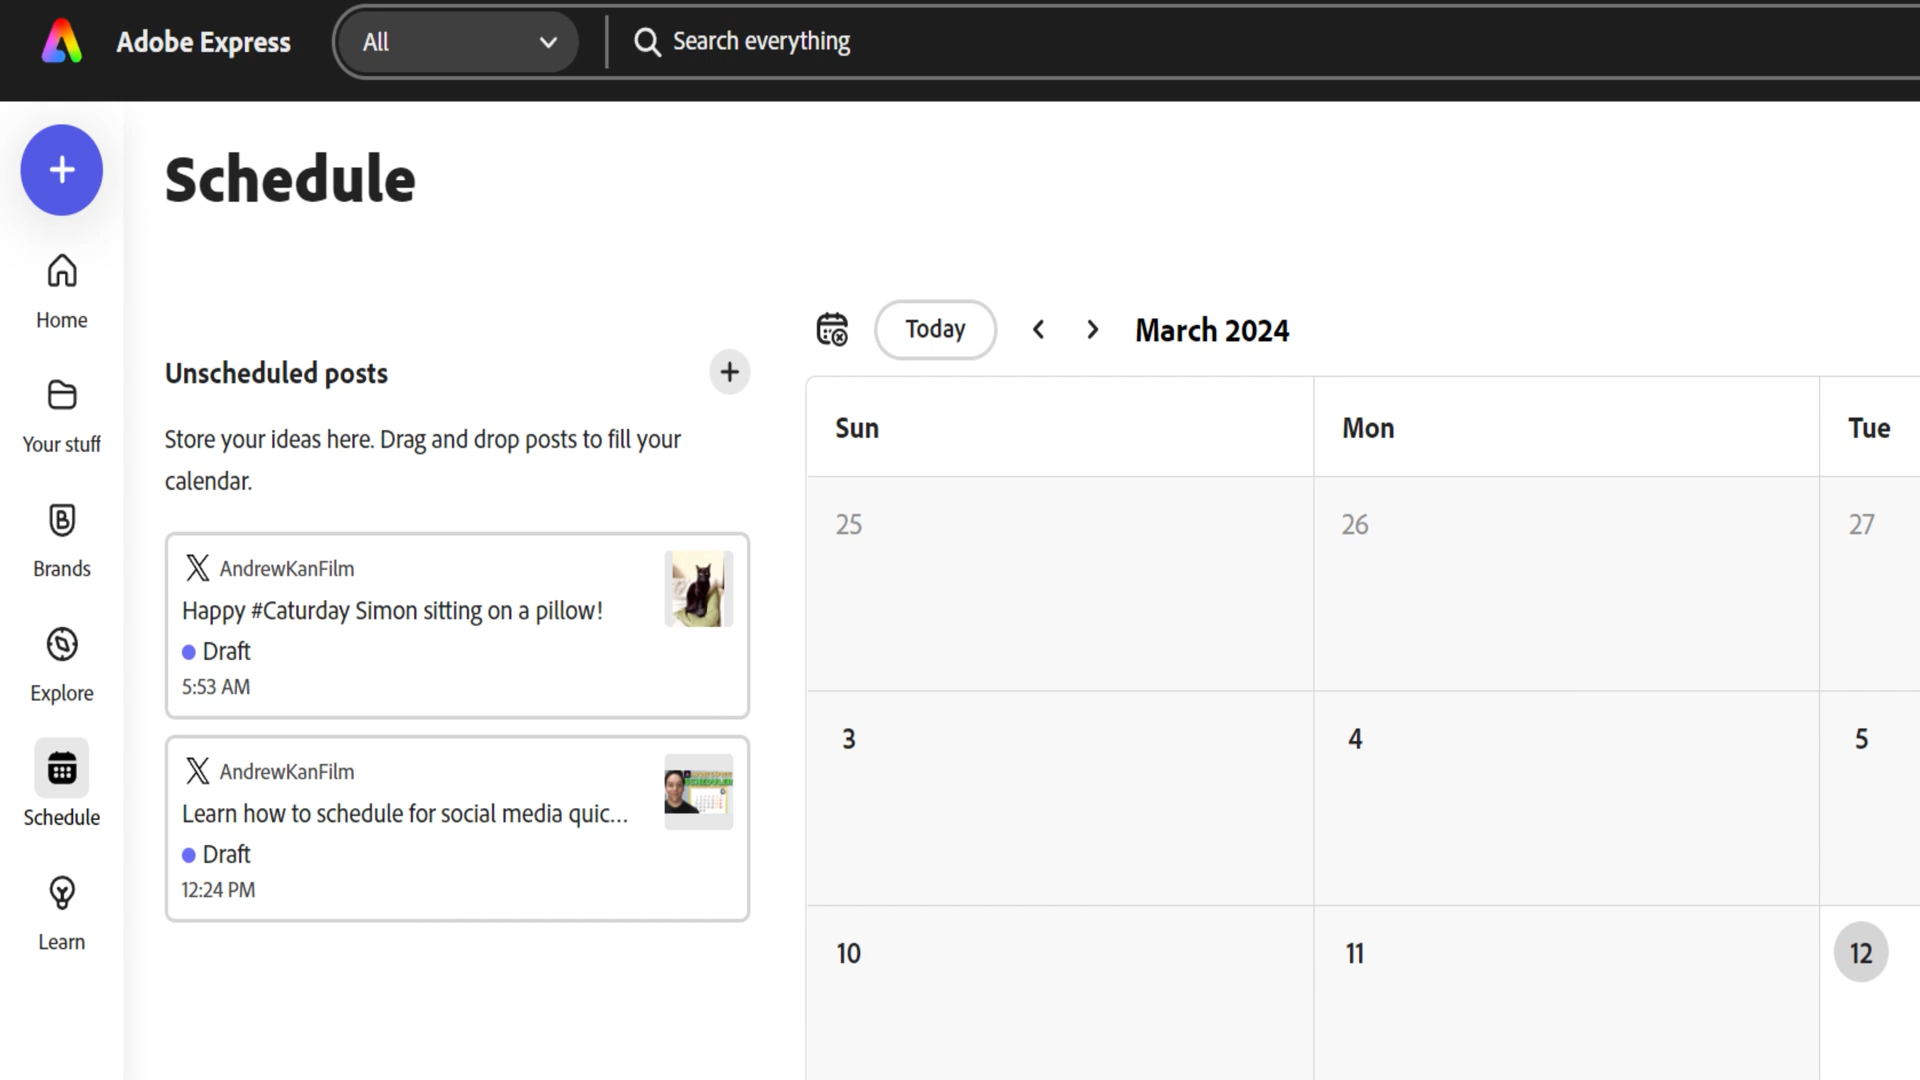 Adobe Express
All
Search everything
Schedule
Home
Your stuff
Brands
Explore
Schedule
Learn
Unscheduled posts
Store your ideas here. Drag and drop posts to fill your
calendar.
AndrewKanFilm
Happy #Caturday Simon sitting on a pillow!
Draft
5:53 AM
AndrewKanFilm
Learn how to schedule for social media quic...
Draft
12:24 PM
Today
March 2024
Sun
Mon
Tue
25
26
27
3
4
5
10
11
12